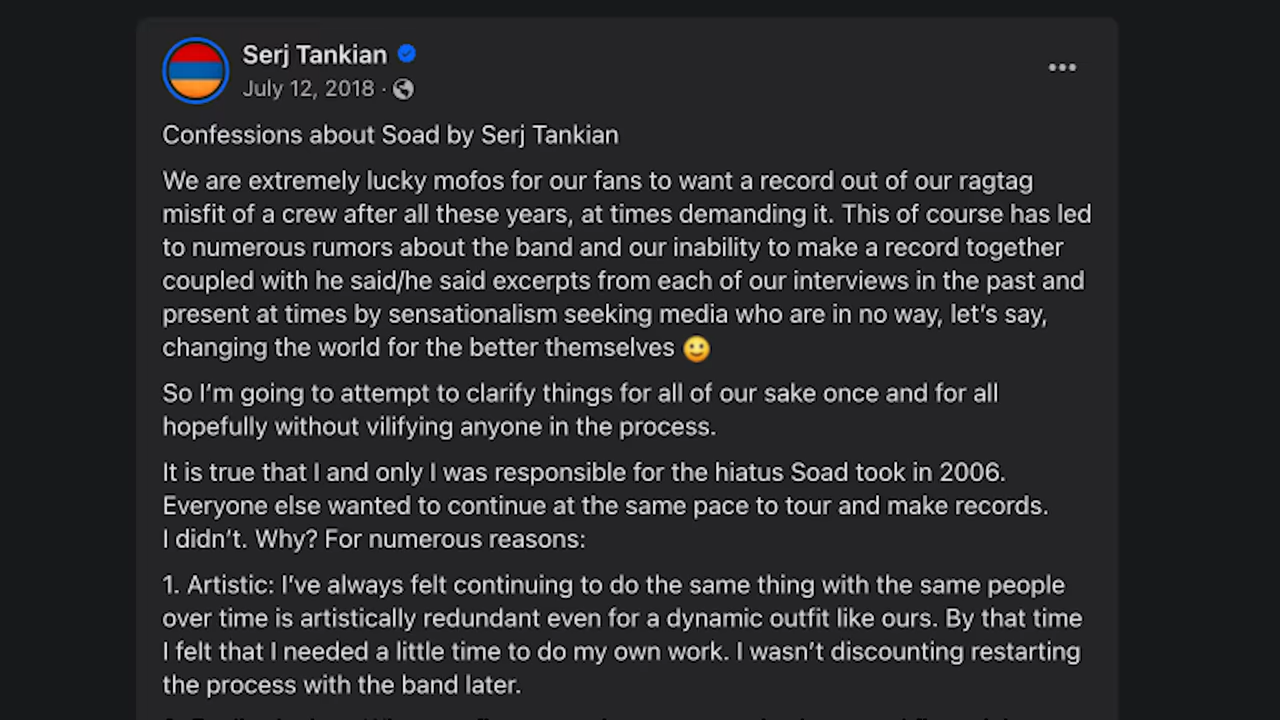 Serj Tankian
July 12, 2018 ·
Confessions about Soad by Serj Tankian
We are extremely lucky mofos for our fans to want a record out of our ragtag
misfit of a crew after all these years, at times demanding it. This of course has led
to numerous rumors about the band and our inability to make a record together
coupled with he said/he said excerpts from each of our interviews in the past and
present at times by sensationalism seeking media who are in no way, let’s say,
changing the world for the better themselves 🙂
So I’m going to attempt to clarify things for all of our sake once and for all
hopefully without vilifying anyone in the process.
It is true that I and only I was responsible for the hiatus Soad took in 2006.
Everyone else wanted to continue at the same pace to tour and make records.
I didn’t. Why? For numerous reasons:
1. Artistic: I’ve always felt continuing to do the same thing with the same people
over time is artistically redundant even for a dynamic outfit like ours. By that time
I felt that I needed a little time to do my own work. I wasn’t discounting restarting
the process with the band later.